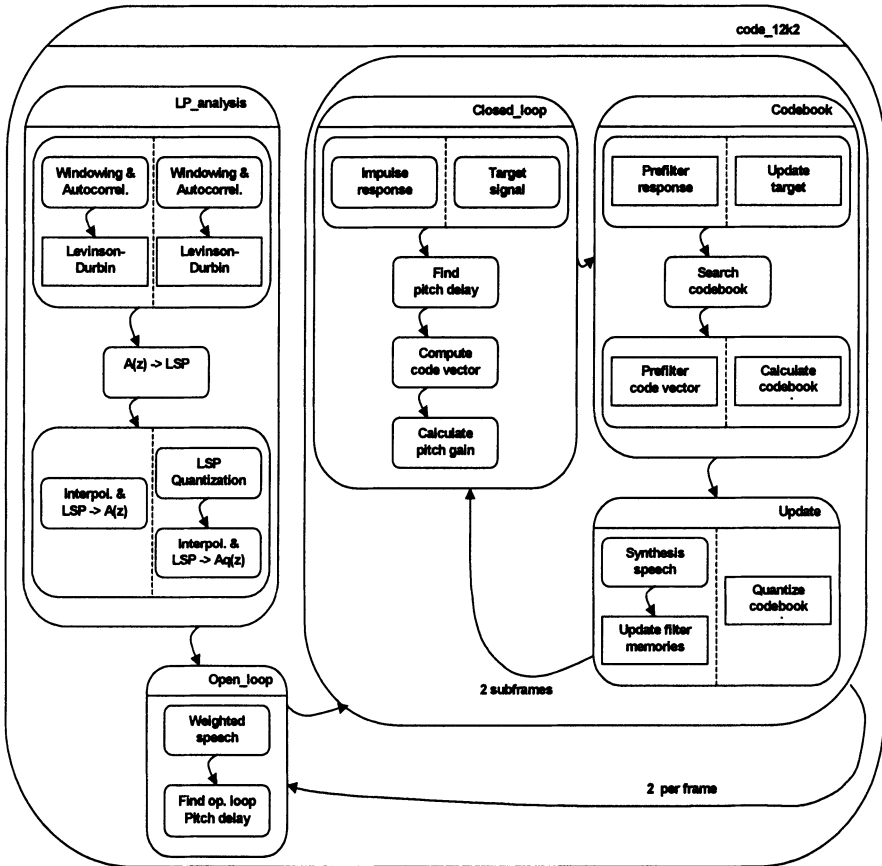 code_12k2
LP_analysis
Windowing &
Autocorrel.
Windowing &
Autocorrel.
Levinson-
Durbin
Levinson-
Durbin
A(z) -> LSP
Interpol. &
LSP -> A(z)
LSP
Quantization
Interpol. &
LSP -> Aq(z)
Open_loop
Weighted
speech
Find op. loop
Pitch delay
Closed_loop
Impulse
response
Target
signal
Find
pitch delay
Compute
code vector
Calculate
pitch gain
Codebook
Prefilter
response
Update
target
Search
codebook
Prefilter
code vector
Calculate
codebook
Update
Synthesis
speech
Update filter
memories
Quantize
codebook
2 subframes
2 per frame